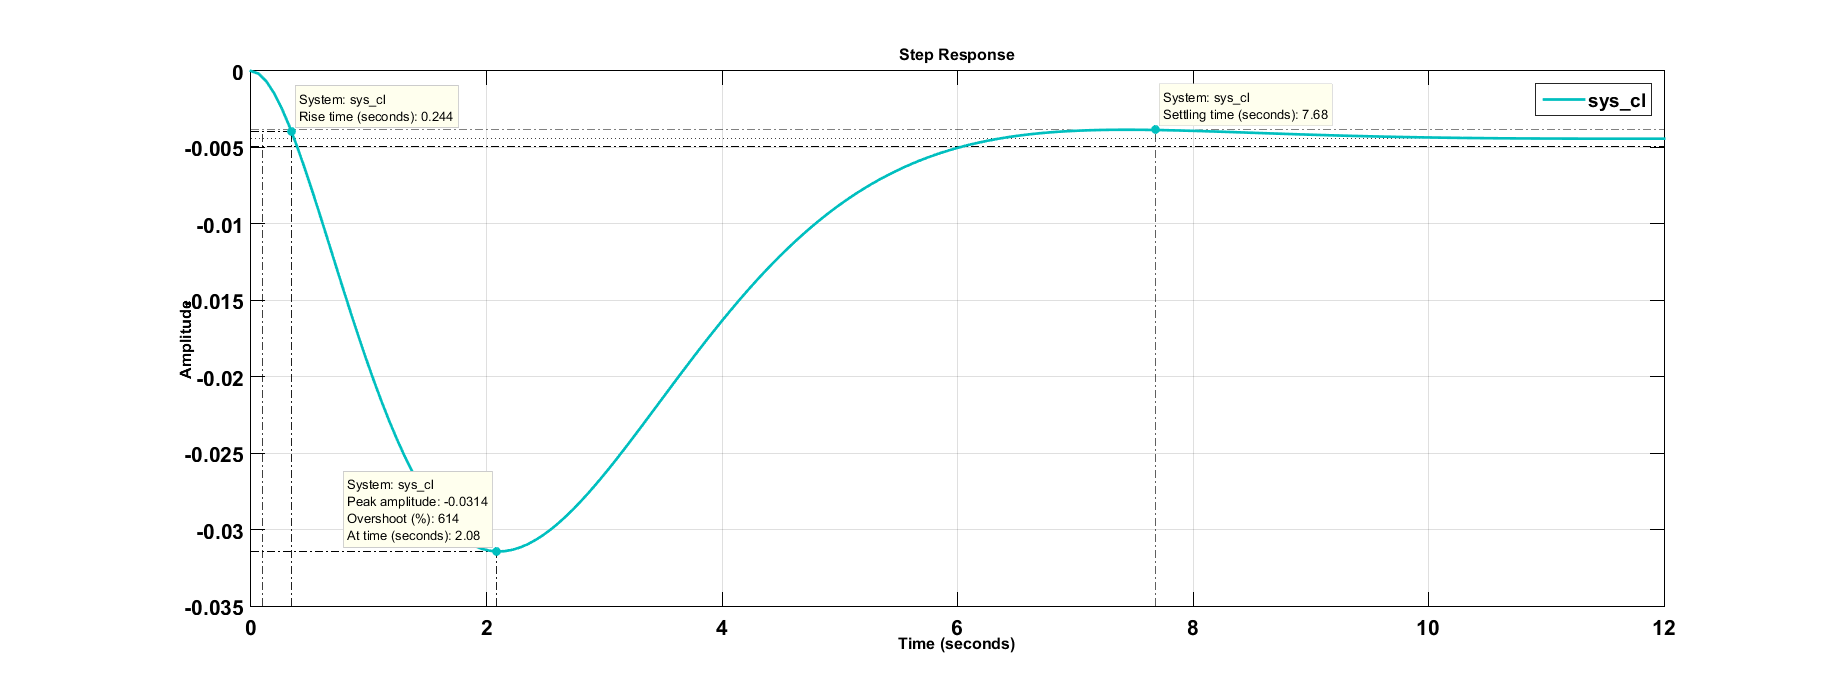 Step Response
0
-0.005
-0.01
-0.015
-0.02
-0.025
-0.03
-0.035
Amplitude
System: sys_cl
Rise time (seconds): 0.244
System: sys_cl
Settling time (seconds): 7.68
sys_cl
System: sys_cl
Peak amplitude: -0.0314
Overshoot (%): 614
At time (seconds): 2.08
0 2 4 6 8 10 12
Time (seconds)